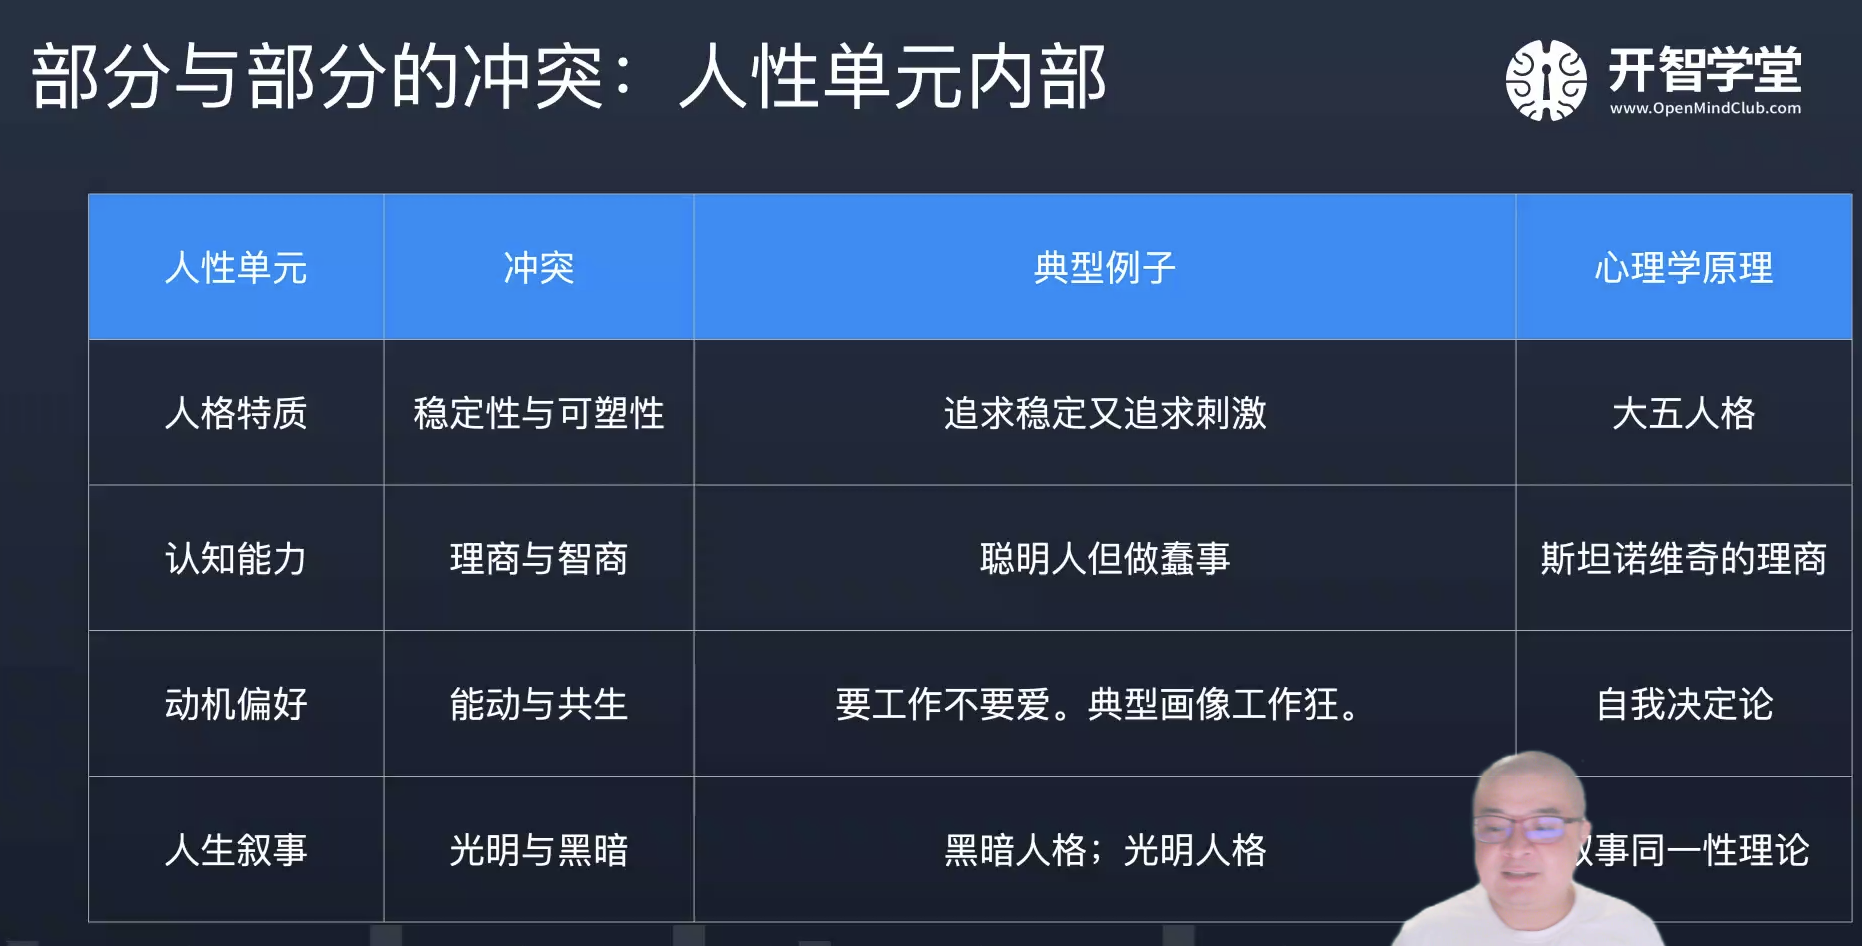 部分与部分的冲突：人性单元内部
开智学堂
www.OpenMindClub.com
人性单元 冲突 典型例子 心理学原理
人格特质 稳定性与可塑性 追求稳定又追求刺激 大五人格
认知能力 理商与智商 聪明人但做蠢事 斯坦诺维奇的理商
动机偏好 能动与共生 要工作不要爱。典型画像工作狂。 自我决定论
人生叙事 光明与黑暗 黑暗人格；光明人格 事同一性理论